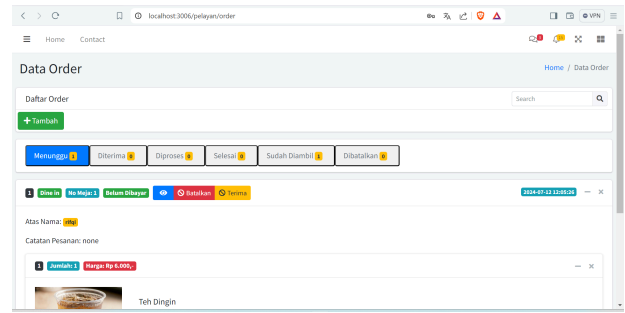 localhost:3006/pelayan/order
VPN
Home Contact
Data Order
Home / Data Order
Daftar Order
Search
+ Tambah
Menunggu 1 Diterima 0 Diproses 0 Selesai 0 Sudah Diambil 1 Dibatalkan 0
1 Dine in No Meja: 1 Belum Dibayar Batalkan Terima 2024-07-13 13:05:26
Atas Nama: rifqi
Catatan Pesanan: none
1 Jumlah: 1 Harga: Rp 6.000,-
Teh Dingin